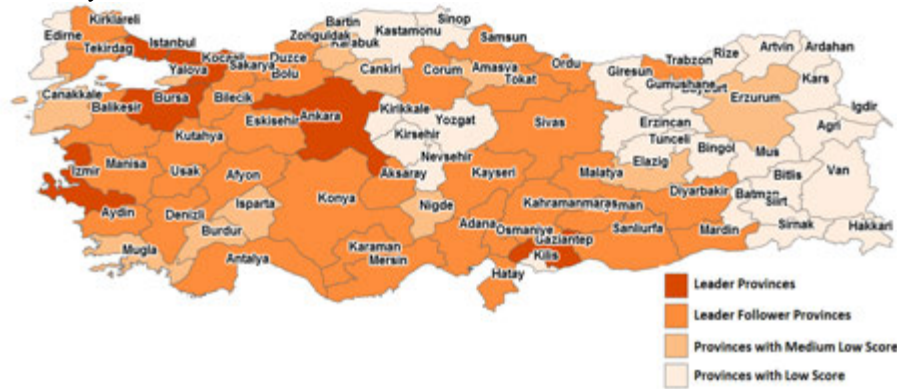 Kirklareli
Edirne
Tekirdag
Istanbul
Kocaeli
Yalova
Sakarya
Duzce
Bolu
Zonguldak
Bartin
Karabuk
Kastamonu
Sinop
Cankiri
Corum
Samsun
Amasya
Tokat
Ordu
Giresun
Trabzon
Gumushane
Rize
Artvin
Ardahan
Kars
Igdir
Erzurum
Agri
Canakkale
Balikesir
Bursa
Bilecik
Eskisehir
Ankara
Kirikkale
Yozgat
Kirsehir
Sivas
Erzincan
Tunceli
Bingol
Mus
Van
Bitlis
Kutahya
Manisa
Izmir
Usak
Afyon
Nevsehir
Aksaray
Kayseri
Malatya
Elazig
Diyarbakir
Batman
Siirt
Sirnak
Hakkari
Aydin
Denizli
Isparta
Burdur
Konya
Nigde
Kahramanmaras
Adana
Osmaniye
Gaziantep
Kilis
Sanliurfa
Mardin
Mugla
Antalya
Karaman
Mersin
Hatay
Leader Provinces
Leader Follower Provinces
Provinces with Medium Low Score
Provinces with Low Score